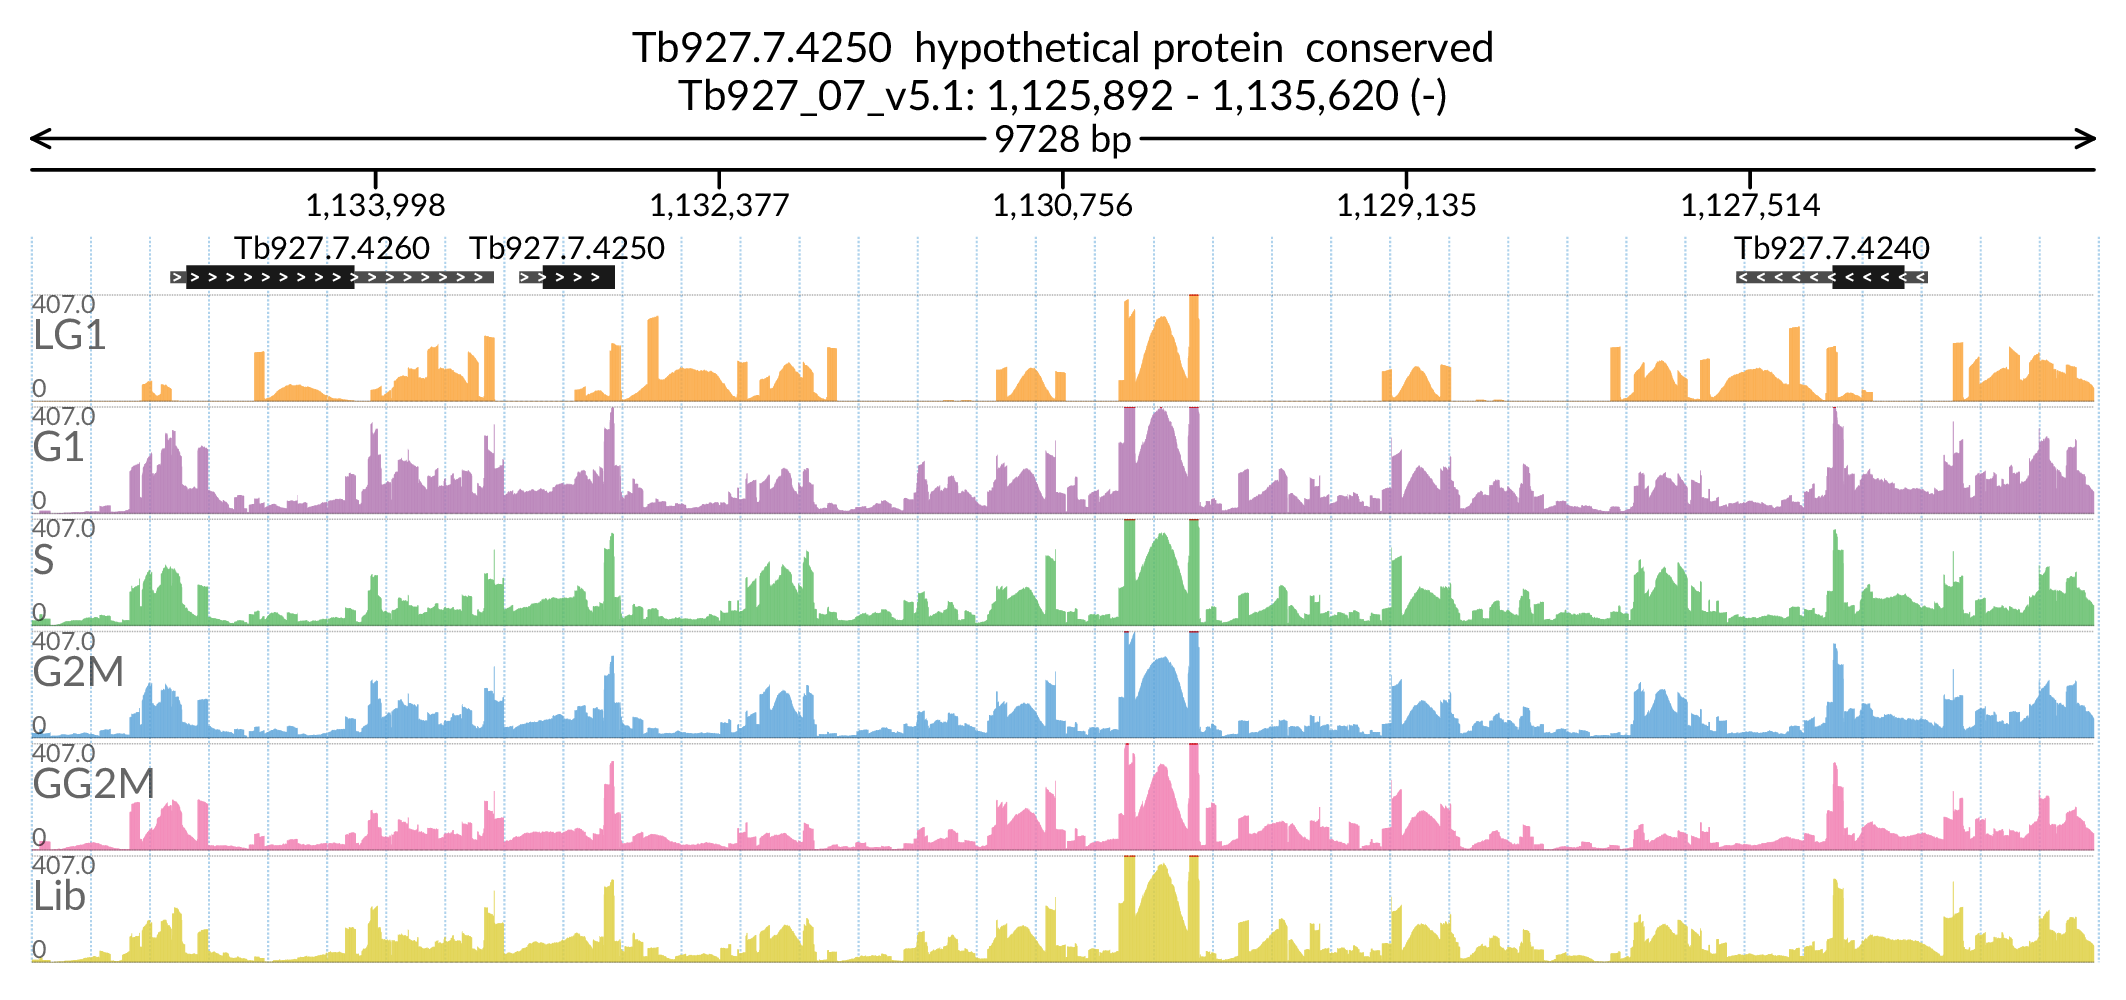 Tb927.7.4250  hypothetical protein  conserved
Tb927_07_v5.1: 1,125,892 - 1,135,620 (-)
9728 bp
1,133,998 1,132,377 1,130,756 1,129,135 1,127,514
Tb927.7.4260 Tb927.7.4250 Tb927.7.4240
407.0
LG1
0
407.0
G1
0
407.0
S
0
407.0
G2M
0
407.0
GG2M
0
407.0
Lib
0